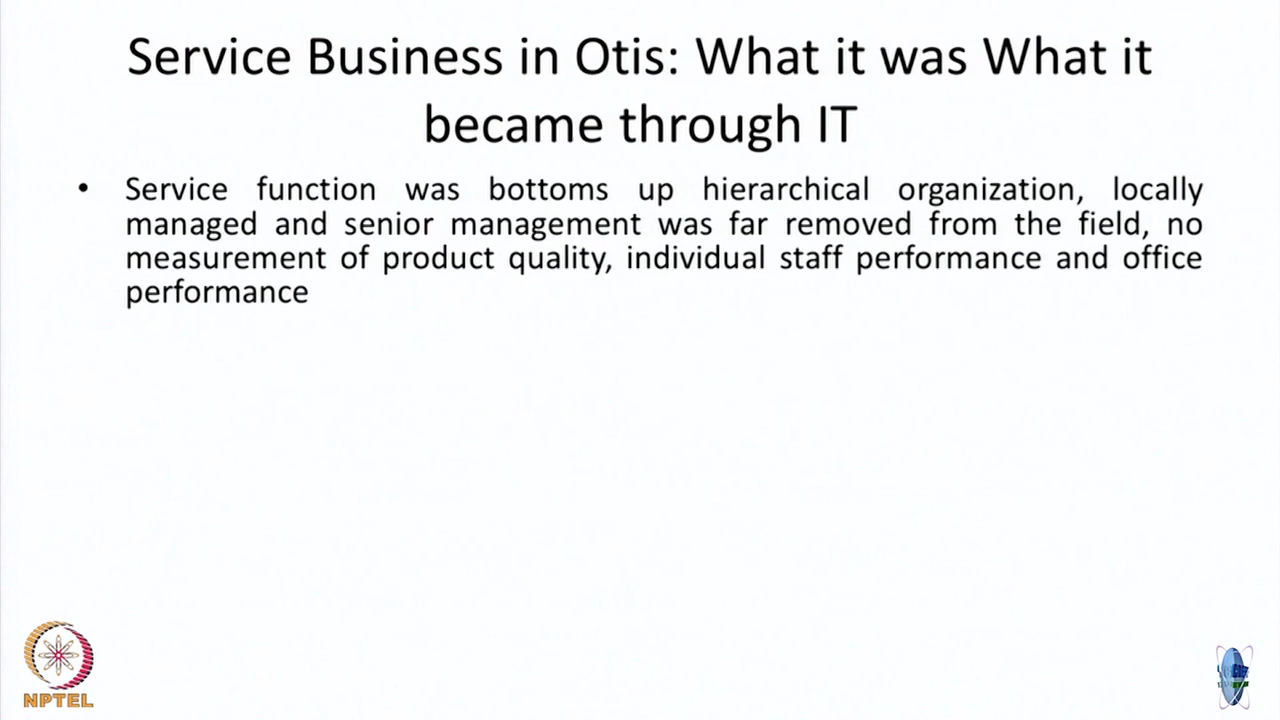 Service Business in Otis: What it was What it
became through IT
• Service function was bottoms up hierarchical organization, locally
managed and senior management was far removed from the field, no
measurement of product quality, individual staff performance and office
performance
NPTEL